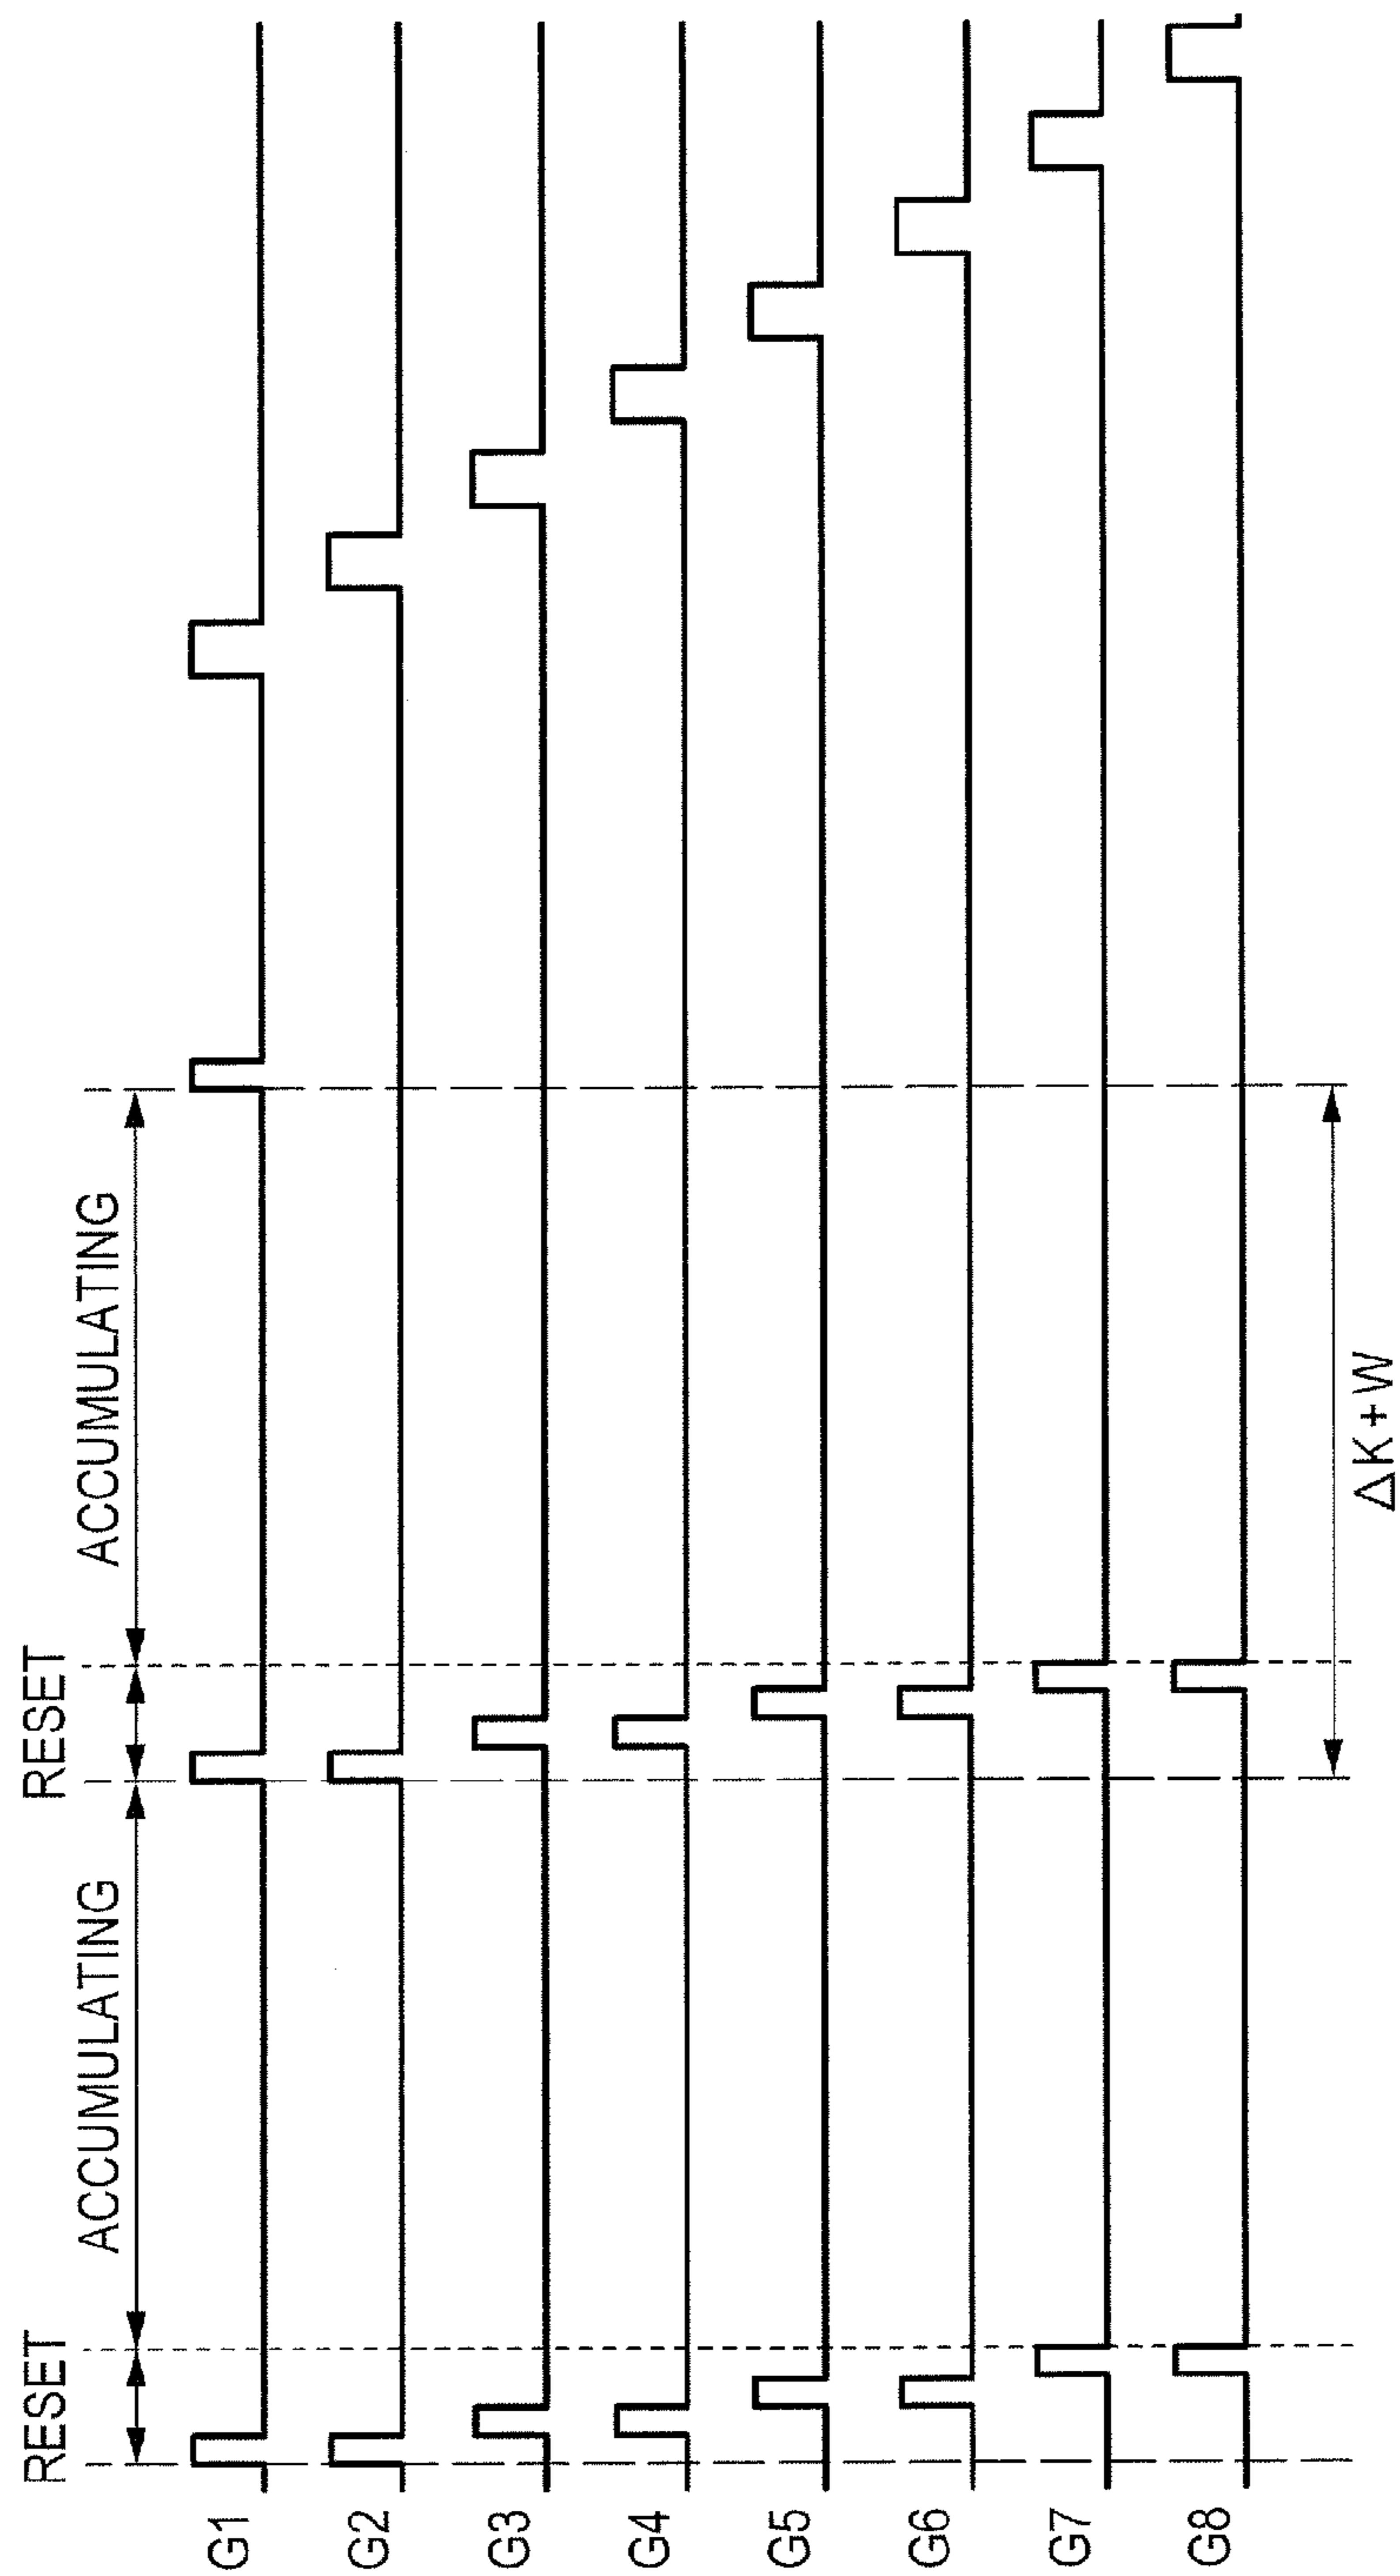 RESET
ACCUMULATING
RESET
ACCUMULATING
G1
G2
G3
G4
G5
G6
G7
G8
ΔK+W